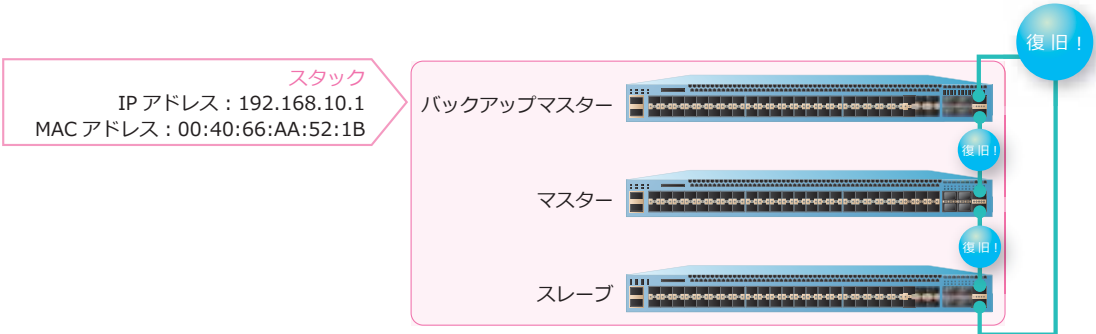 復旧！
スタック
IP アドレス：192.168.10.1
MAC アドレス：00:40:66:AA:52:1B
バックアップマスター
復旧！
マスター
復旧！
スレーブ